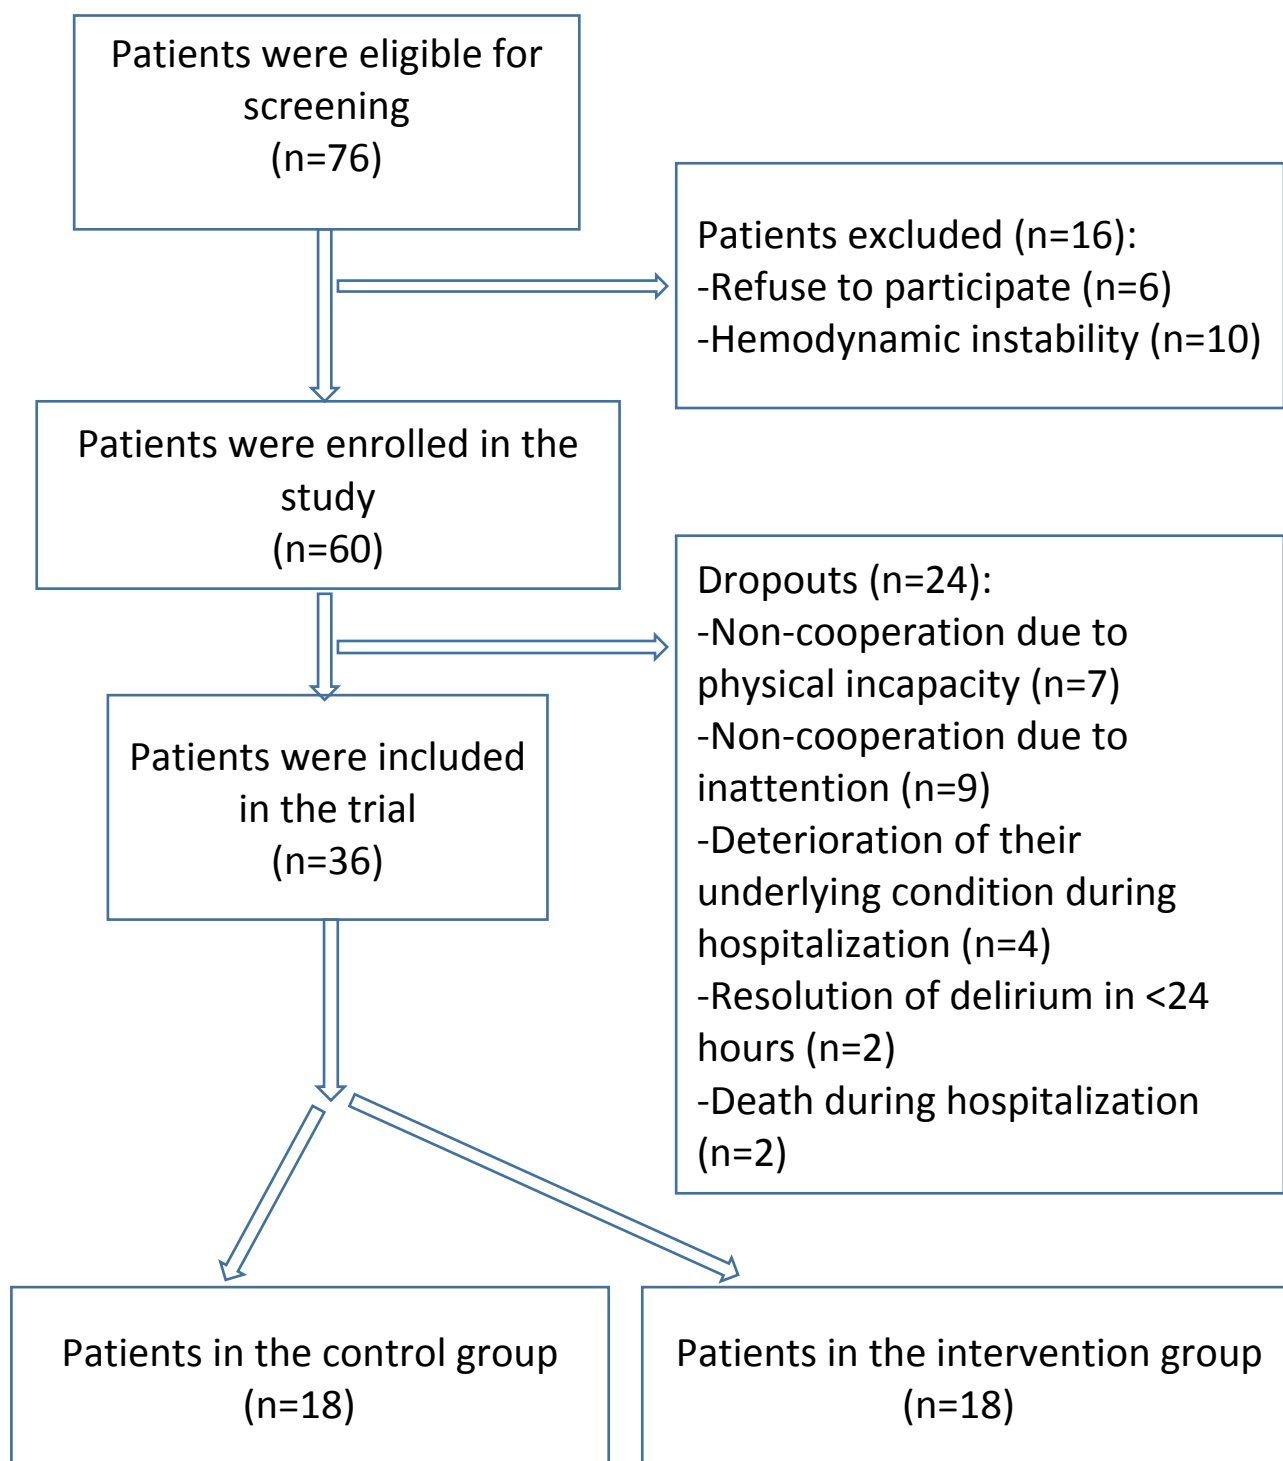 Patients were eligible for
screening
(n=76)
Patients excluded (n=16):
-Refuse to participate (n=6)
-Hemodynamic instability (n=10)
Patients were enrolled in the
study
(n=60)
Dropouts (n=24):
-Non-cooperation due to
physical incapacity (n=7)
-Non-cooperation due to
inattention (n=9)
-Deterioration of their
underlying condition during
hospitalization (n=4)
-Resolution of delirium in <24
hours (n=2)
-Death during hospitalization
(n=2)
Patients were included
in the trial
(n=36)
Patients in the control group
(n=18)
Patients in the intervention group
(n=18)